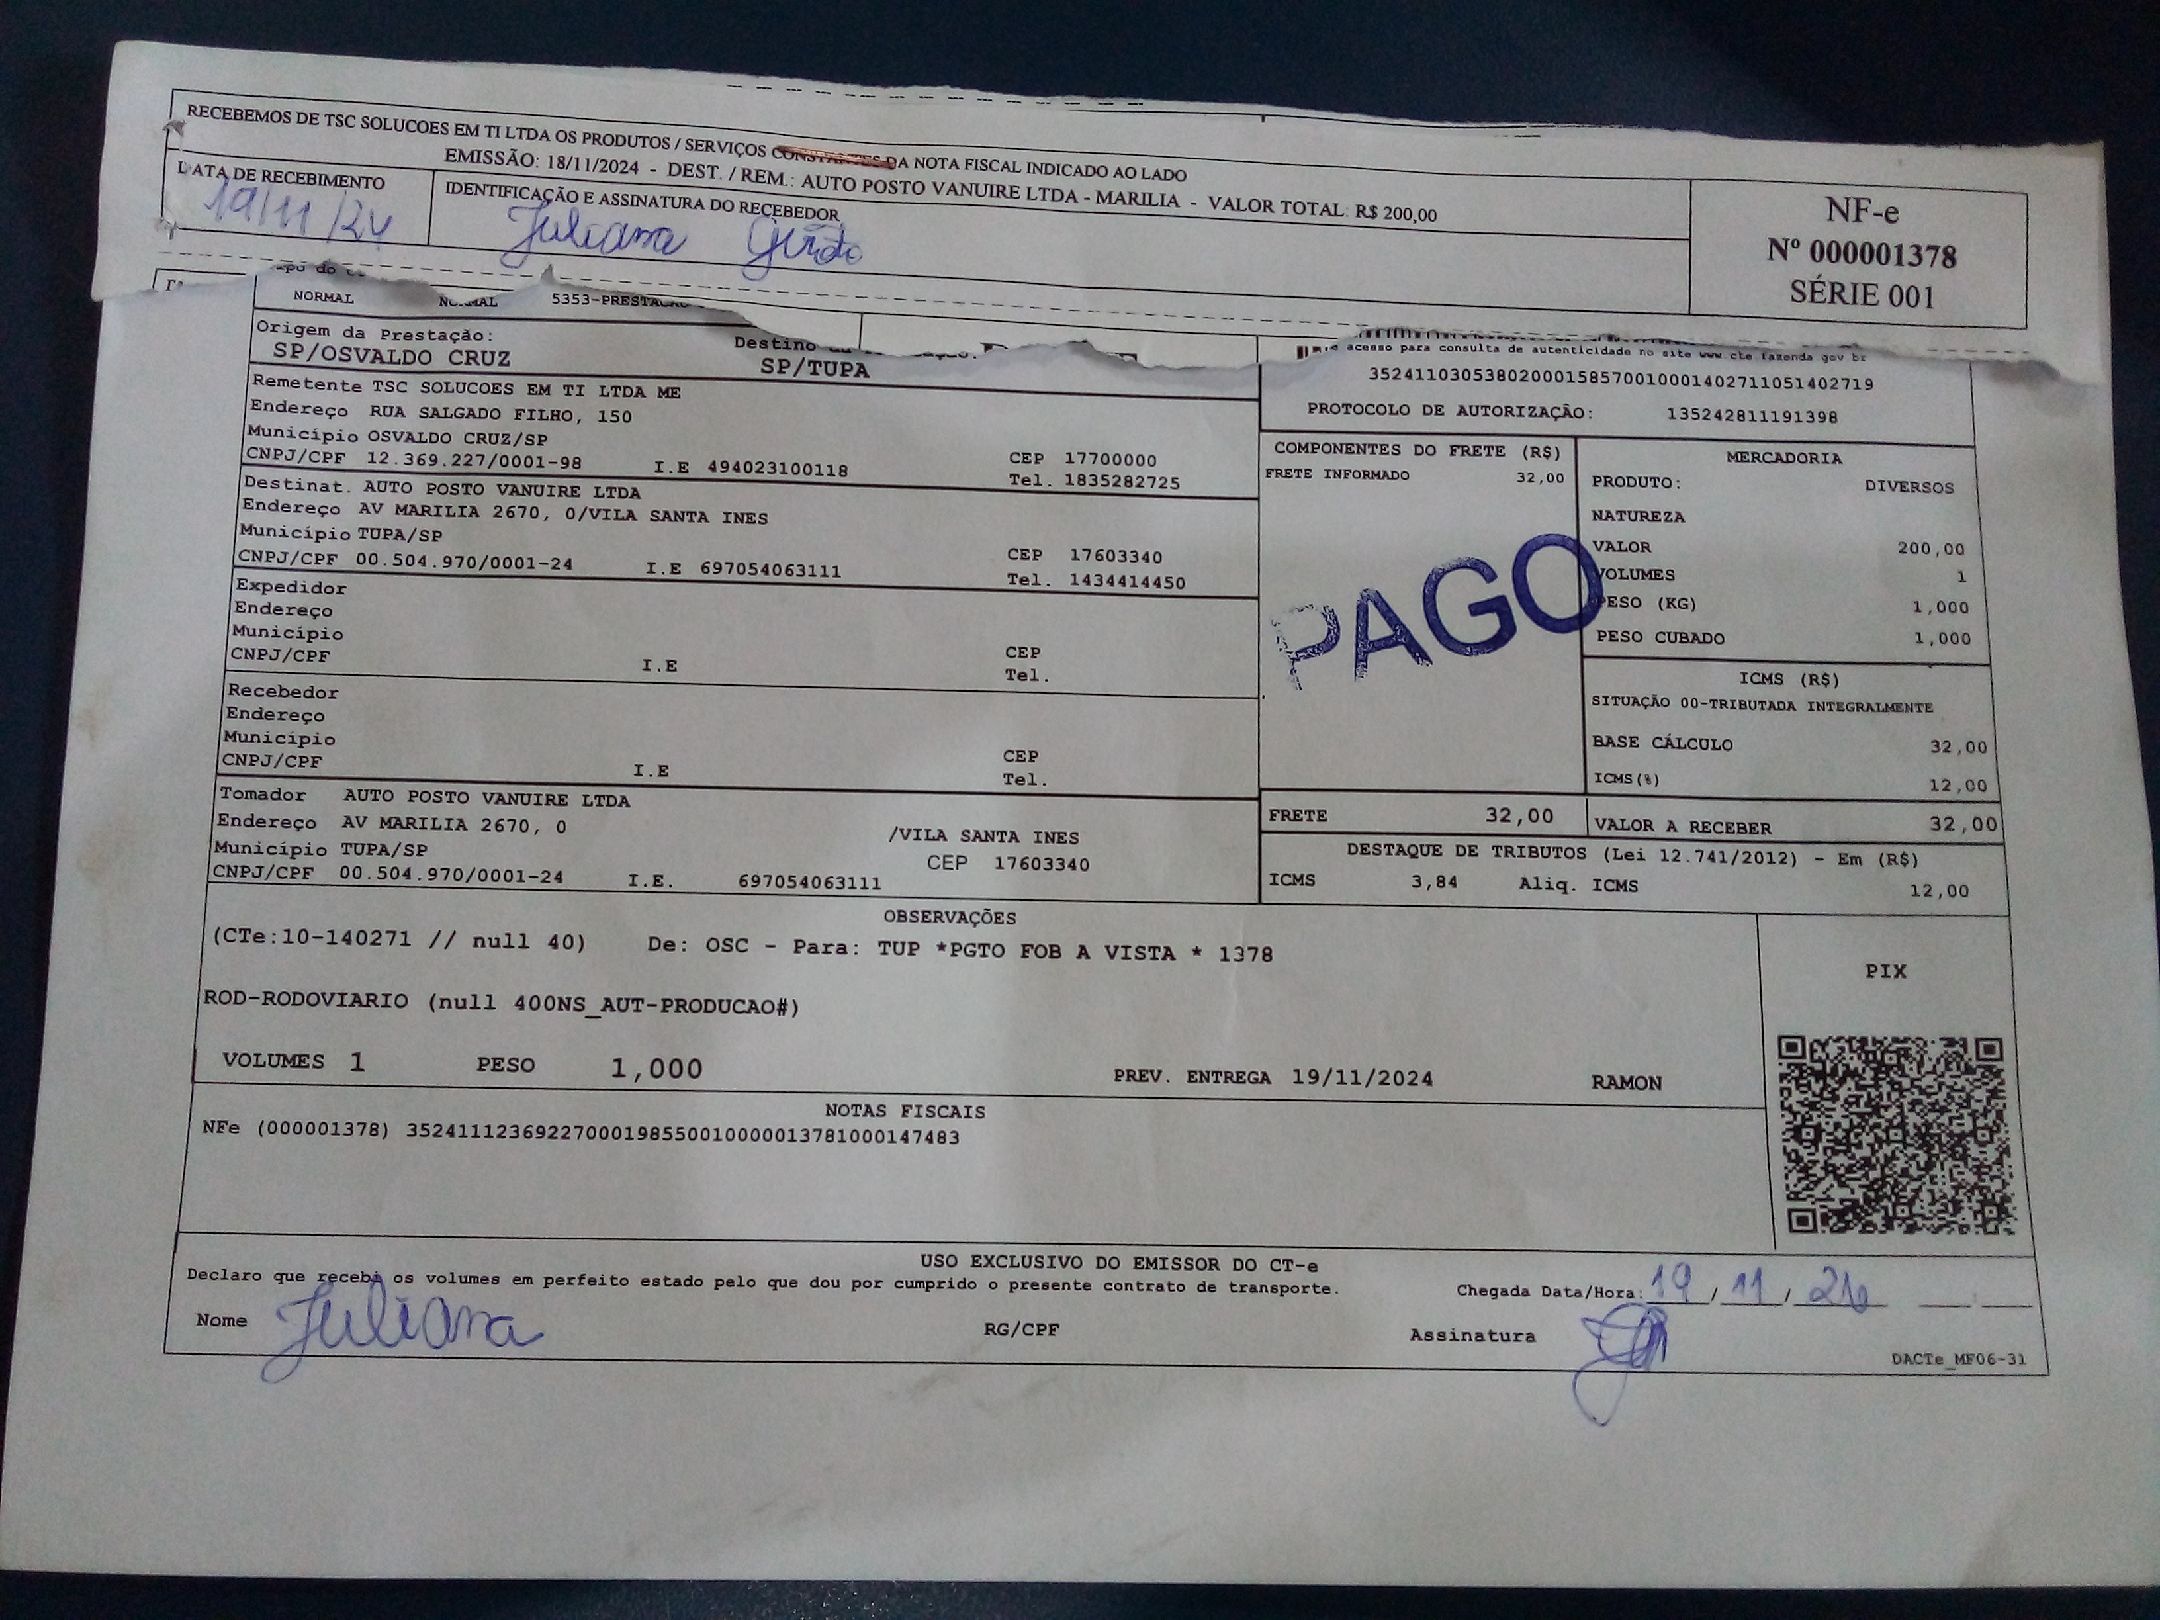 RECEBEMOS DE TSC SOLUCOES EM TI LTDA OS PRODUTOS / SERVIÇOS CONSTANTES DA NOTA FISCAL INDICADO AO LADO
EMISSÃO: 18/11/2024 - DEST. / REM.: AUTO POSTO VANUIRE LTDA - MARILIA - VALOR TOTAL: R$ 200,00
DATA DE RECEBIMENTO
19/11/24
IDENTIFICAÇÃO E ASSINATURA DO RECEBEDOR
Juliana
NF-e
Nº 000001378
SÉRIE 001
NORMAL NORMAL 5353-PRESTAÇÃO
Origem da Prestação: Destino
SP/OSVALDO CRUZ SP/TUPA
acesso para consulta de autenticidade no site www.cte.fazenda.gov.br
35241103053802000158570010001402711051402719
PROTOCOLO DE AUTORIZAÇÃO: 135242811191398
Remetente TSC SOLUCOES EM TI LTDA ME
Endereço RUA SALGADO FILHO, 150
Município OSVALDO CRUZ/SP
CEP 17700000
CNPJ/CPF 12.369.227/0001-98 I.E 494023100118 Tel. 1835282725
Destinat. AUTO POSTO VANUIRE LTDA
Endereço AV MARILIA 2670, 0/VILA SANTA INES
Município TUPA/SP
CEP 17603340
CNPJ/CPF 00.504.970/0001-24 I.E 697054063111 Tel. 1434414450
Expedidor
Endereço
Município
CEP
CNPJ/CPF I.E Tel.
Recebedor
Endereço
Município
CEP
CNPJ/CPF I.E Tel.
Tomador AUTO POSTO VANUIRE LTDA
Endereço AV MARILIA 2670, 0 /VILA SANTA INES
Município TUPA/SP CEP 17603340
CNPJ/CPF 00.504.970/0001-24 I.E. 697054063111
COMPONENTES DO FRETE (R$)
FRETE INFORMADO 32,00
PAGO
MERCADORIA
PRODUTO: DIVERSOS
NATUREZA
VALOR 200,00
VOLUMES 1
PESO (KG) 1,000
PESO CUBADO 1,000
ICMS (R$)
SITUAÇÃO 00-TRIBUTADA INTEGRALMENTE
BASE CÁLCULO 32,00
ICMS(%) 12,00
FRETE 32,00 VALOR A RECEBER 32,00
DESTAQUE DE TRIBUTOS (Lei 12.741/2012) - Em (R$)
ICMS 3,84 Aliq. ICMS 12,00
OBSERVAÇÕES
(CTe:10-140271 // null 40) De: OSC - Para: TUP *PGTO FOB A VISTA * 1378
ROD-RODOVIARIO (null 400NS_AUT-PRODUCAO#)
VOLUMES 1 PESO 1,000 PREV. ENTREGA 19/11/2024 RAMON
PIX
NOTAS FISCAIS
NFe (000001378) 35241112369227000198550010000013781000147483
USO EXCLUSIVO DO EMISSOR DO CT-e
Declaro que recebi os volumes em perfeito estado pelo que dou por cumprido o presente contrato de transporte.
Chegada Data/Hora: 19 / 11 /
Nome Juliana RG/CPF Assinatura
DACTe_MF06-31